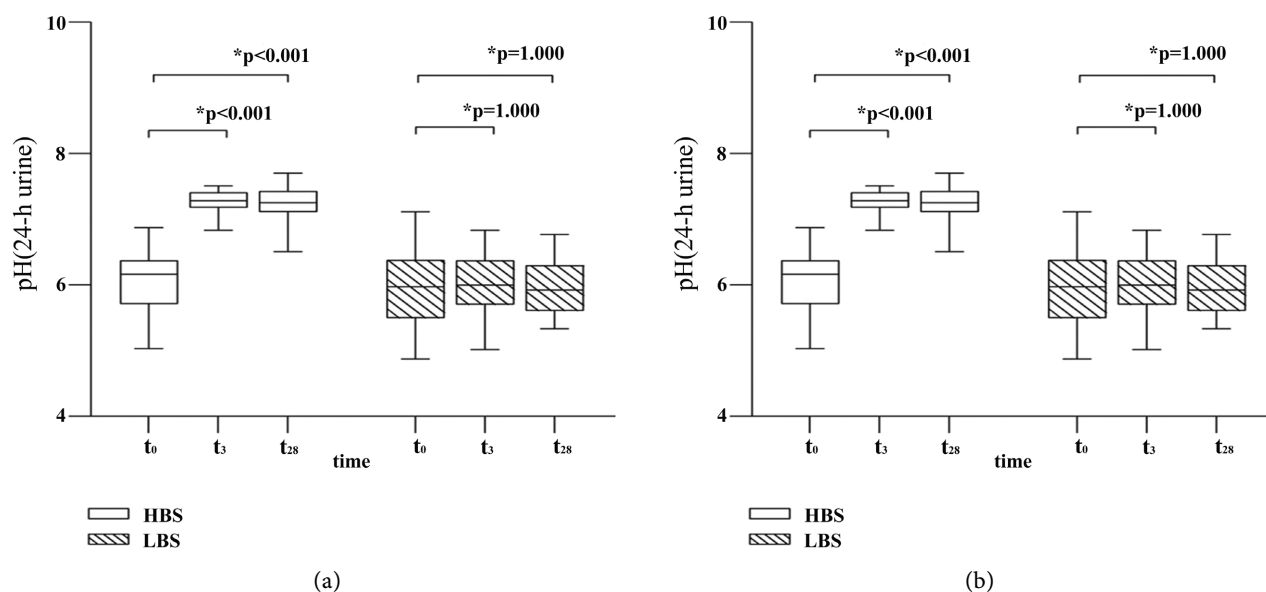 10
*p<0.001
*p=1.000
*p<0.001
*p=1.000
8
pH(24-h urine)
6
4
t0 t3 t28 t0 t3 t28
time
HBS
LBS
(a)
10
*p<0.001
*p=1.000
*p<0.001
*p=1.000
8
pH(24-h urine)
6
4
t0 t3 t28 t0 t3 t28
time
HBS
LBS
(b)